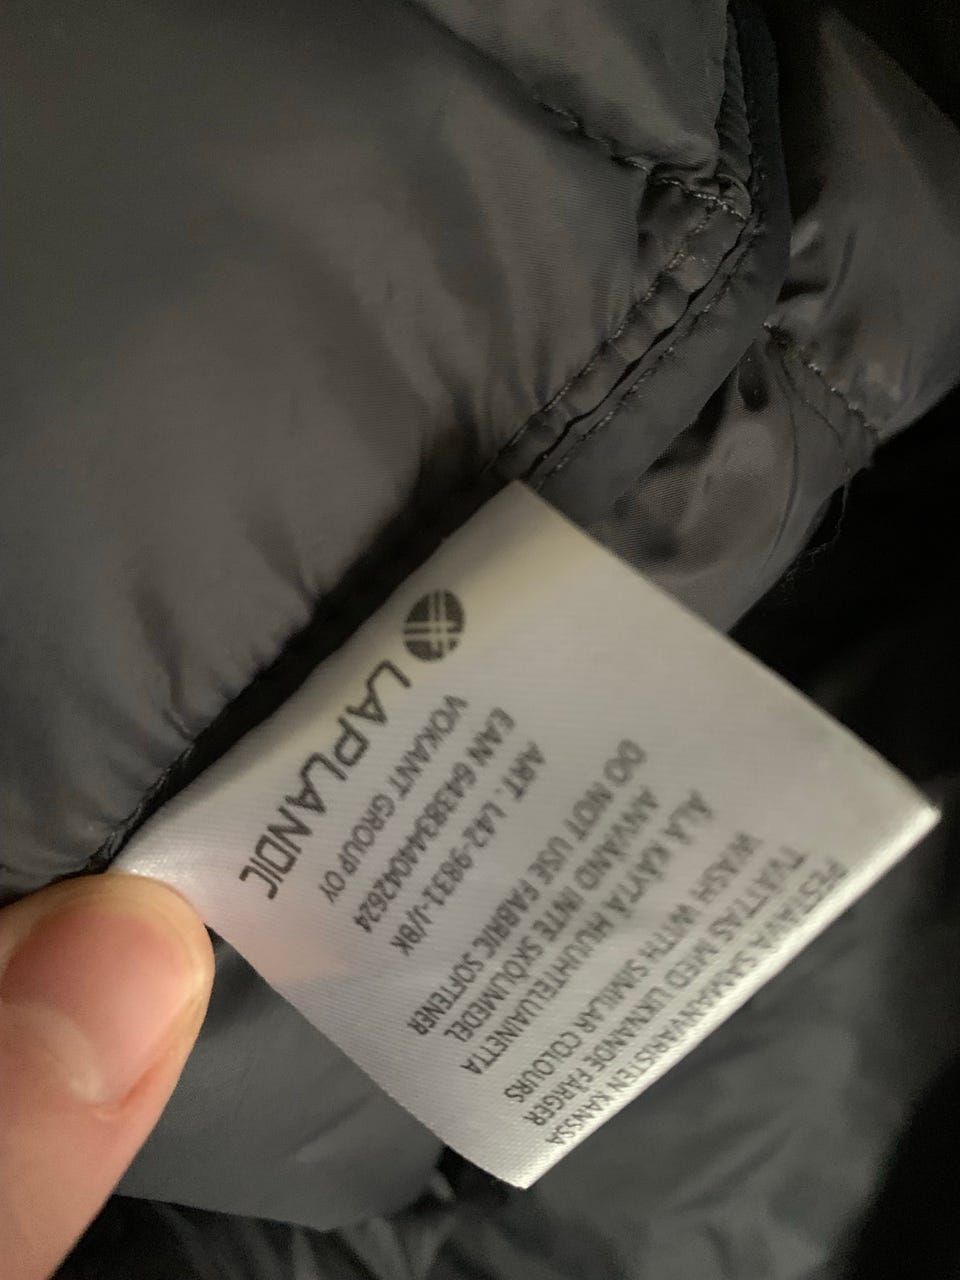 PESTÄVÄ SAMANVÄRISTEN KANSSA
TVÄTTAS MED LIKNANDE FÄRGER
WASH WITH SIMILAR COLOURS
ÄLÄ KÄYTÄ HUUHTELUAINETTA
ANVÄND INTE SKÖLJMEDEL
DO NOT USE FABRIC SOFTENER
ART. L42-9831-J/BK
EAN 6438344042624
VOKANT GROUP OY
LAPLANDIC